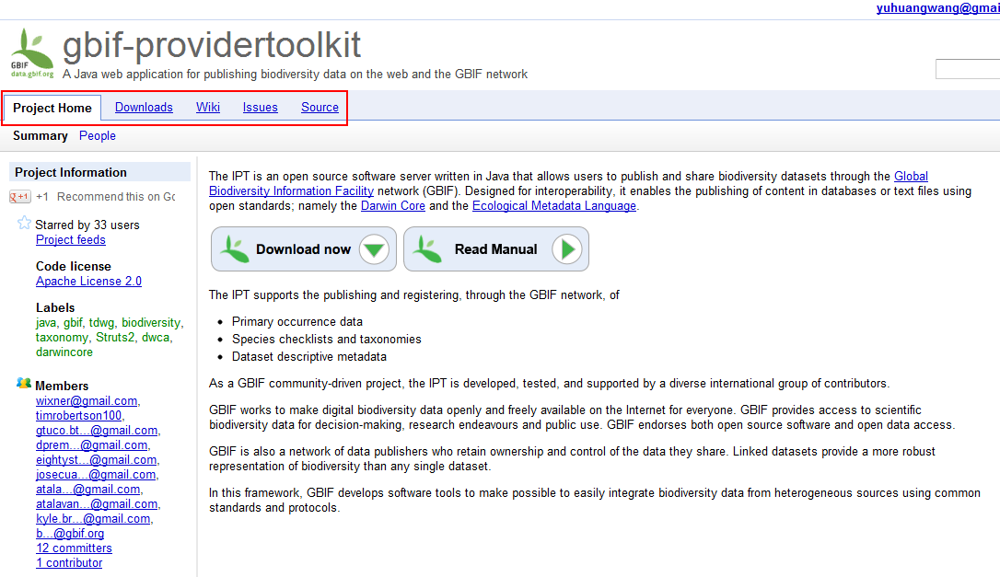 yuhuangwang@gmai
gbif-providertoolkit
GBIF
data.gbif.org
A Java web application for publishing biodiversity data on the web and the GBIF network
Project Home Downloads Wiki Issues Source
Summary People
Project Information
+1 +1 Recommend this on Go
Starred by 33 users
Project feeds
Code license
Apache License 2.0
Labels
java, gbif, tdwg, biodiversity,
taxonomy, Struts2, dwca,
darwincore
Members
wixner@gmail.com,
timrobertson100,
gtuco.bt...@gmail.com,
dprem...@gmail.com,
eightyst...@gmail.com,
josecua...@gmail.com,
atala...@gmail.com,
atalavan...@gmail.com,
kyle.br...@gmail.com,
b...@gbif.org
12 committers
1 contributor
The IPT is an open source software server written in Java that allows users to publish and share biodiversity datasets through the Global
Biodiversity Information Facility network (GBIF). Designed for interoperability, it enables the publishing of content in databases or text files using
open standards; namely the Darwin Core and the Ecological Metadata Language.
Download now Read Manual
The IPT supports the publishing and registering, through the GBIF network, of
• Primary occurrence data
• Species checklists and taxonomies
• Dataset descriptive metadata
As a GBIF community-driven project, the IPT is developed, tested, and supported by a diverse international group of contributors.
GBIF works to make digital biodiversity data openly and freely available on the Internet for everyone. GBIF provides access to scientific
biodiversity data for decision-making, research endeavours and public use. GBIF endorses both open source software and open data access.
GBIF is also a network of data publishers who retain ownership and control of the data they share. Linked datasets provide a more robust
representation of biodiversity than any single dataset.
In this framework, GBIF develops software tools to make possible to easily integrate biodiversity data from heterogeneous sources using common
standards and protocols.